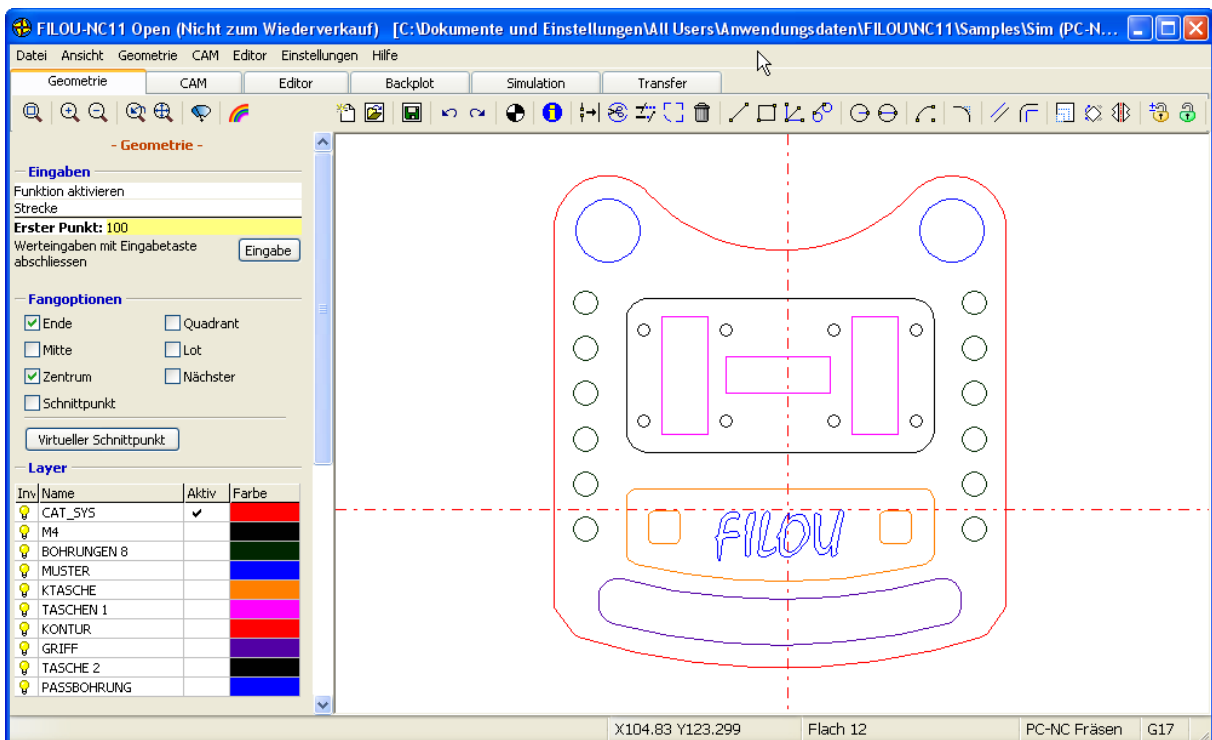 FILOU-NC11 Open (Nicht zum Wiederverkauf) [C:\Dokumente und Einstellungen\All Users\Anwendungsdaten\FILOU\NC11\Samples\Sim (PC-N...
Datei Ansicht Geometrie CAM Editor Einstellungen Hilfe
Geometrie CAM Editor Backplot Simulation Transfer
- Geometrie -
Eingaben
Funktion aktivieren
Strecke
Erster Punkt: 100
Werteingaben mit Eingabetaste
abschliessen
Eingabe
Fangoptionen
Ende Quadrant
Mitte Lot
Zentrum Nächster
Schnittpunkt
Virtueller Schnittpunkt
Layer
Inv Name Aktiv Farbe
CAT_SYS
M4
BOHRUNGEN 8
MUSTER
KTASCHE
TASCHEN 1
KONTUR
GRIFF
TASCHE 2
PASSBOHRUNG
FILOU
X104.83 Y123.299 Flach 12 PC-NC Fräsen G17